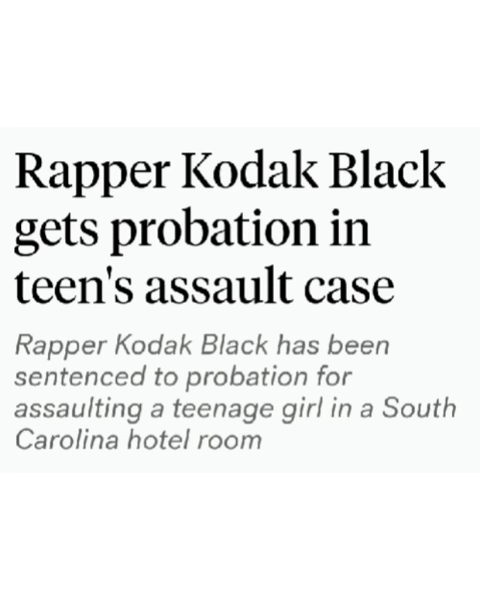 Rapper Kodak Black
gets probation in
teen's assault case
Rapper Kodak Black has been
sentenced to probation for
assaulting a teenage girl in a South
Carolina hotel room